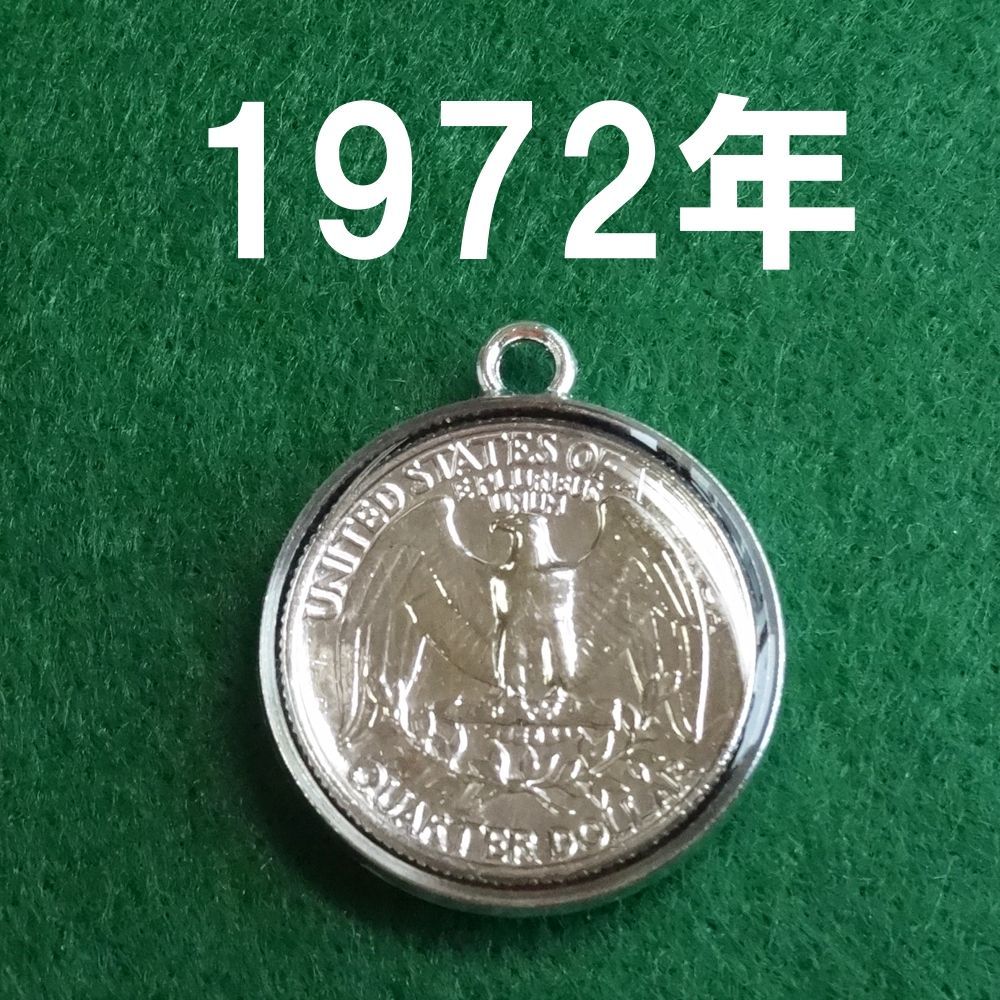 1972年
UNITED STATES OF
E PLURIBUS
UNUM
QUARTER DOLLAR